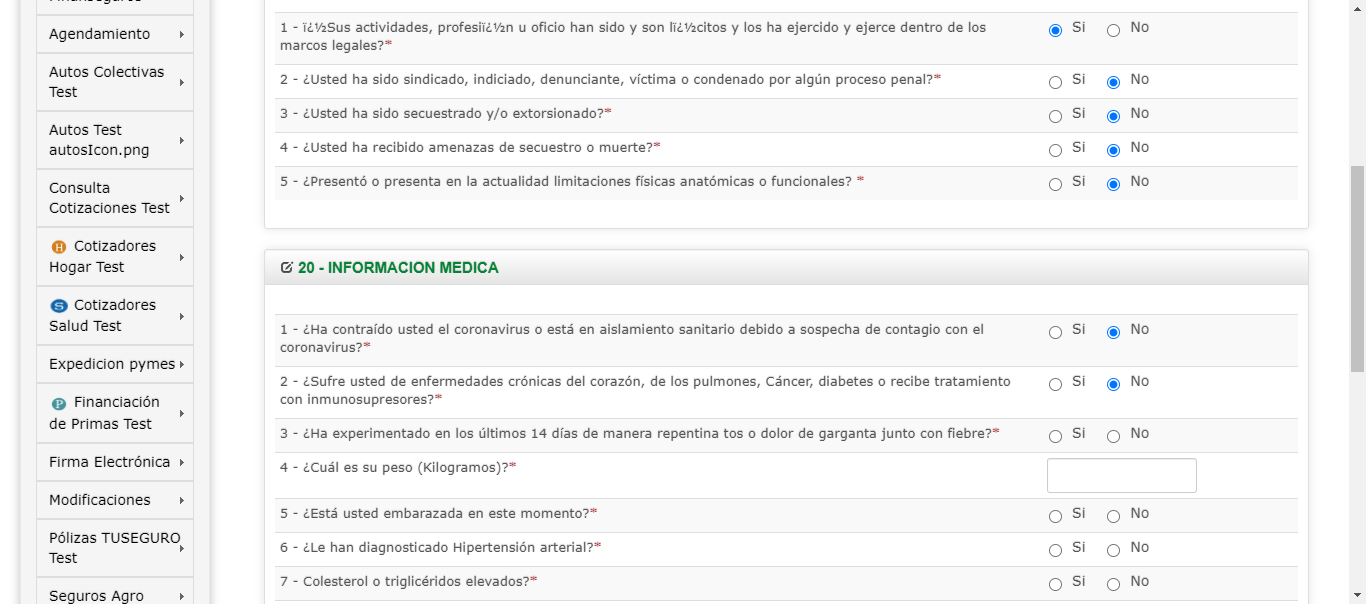 Agendamiento
Autos Colectivas
Test
Autos Test
autosIcon.png
Consulta
Cotizaciones Test
H Cotizadores
Hogar Test
S Cotizadores
Salud Test
Expedicion pymes
P Financiación
de Primas Test
Firma Electrónica
Modificaciones
Pólizas TUSEGURO
Test
Seguros Agro
1 - ï¿½Sus actividades, profesiï¿½n u oficio han sido y son lï¿½citos y los ha ejercido y ejerce dentro de los Si No
marcos legales?*
2 - ¿Usted ha sido sindicado, indiciado, denunciante, víctima o condenado por algún proceso penal?* Si No
3 - ¿Usted ha sido secuestrado y/o extorsionado?* Si No
4 - ¿Usted ha recibido amenazas de secuestro o muerte?* Si No
5 - ¿Presentó o presenta en la actualidad limitaciones físicas anatómicas o funcionales? * Si No
20 - INFORMACION MEDICA
1 - ¿Ha contraído usted el coronavirus o está en aislamiento sanitario debido a sospecha de contagio con el Si No
coronavirus?*
2 - ¿Sufre usted de enfermedades crónicas del corazón, de los pulmones, Cáncer, diabetes o recibe tratamiento Si No
con inmunosupresores?*
3 - ¿Ha experimentado en los últimos 14 días de manera repentina tos o dolor de garganta junto con fiebre?* Si No
4 - ¿Cuál es su peso (Kilogramos)?*
5 - ¿Está usted embarazada en este momento?* Si No
6 - ¿Le han diagnosticado Hipertensión arterial?* Si No
7 - Colesterol o triglicéridos elevados?* Si No